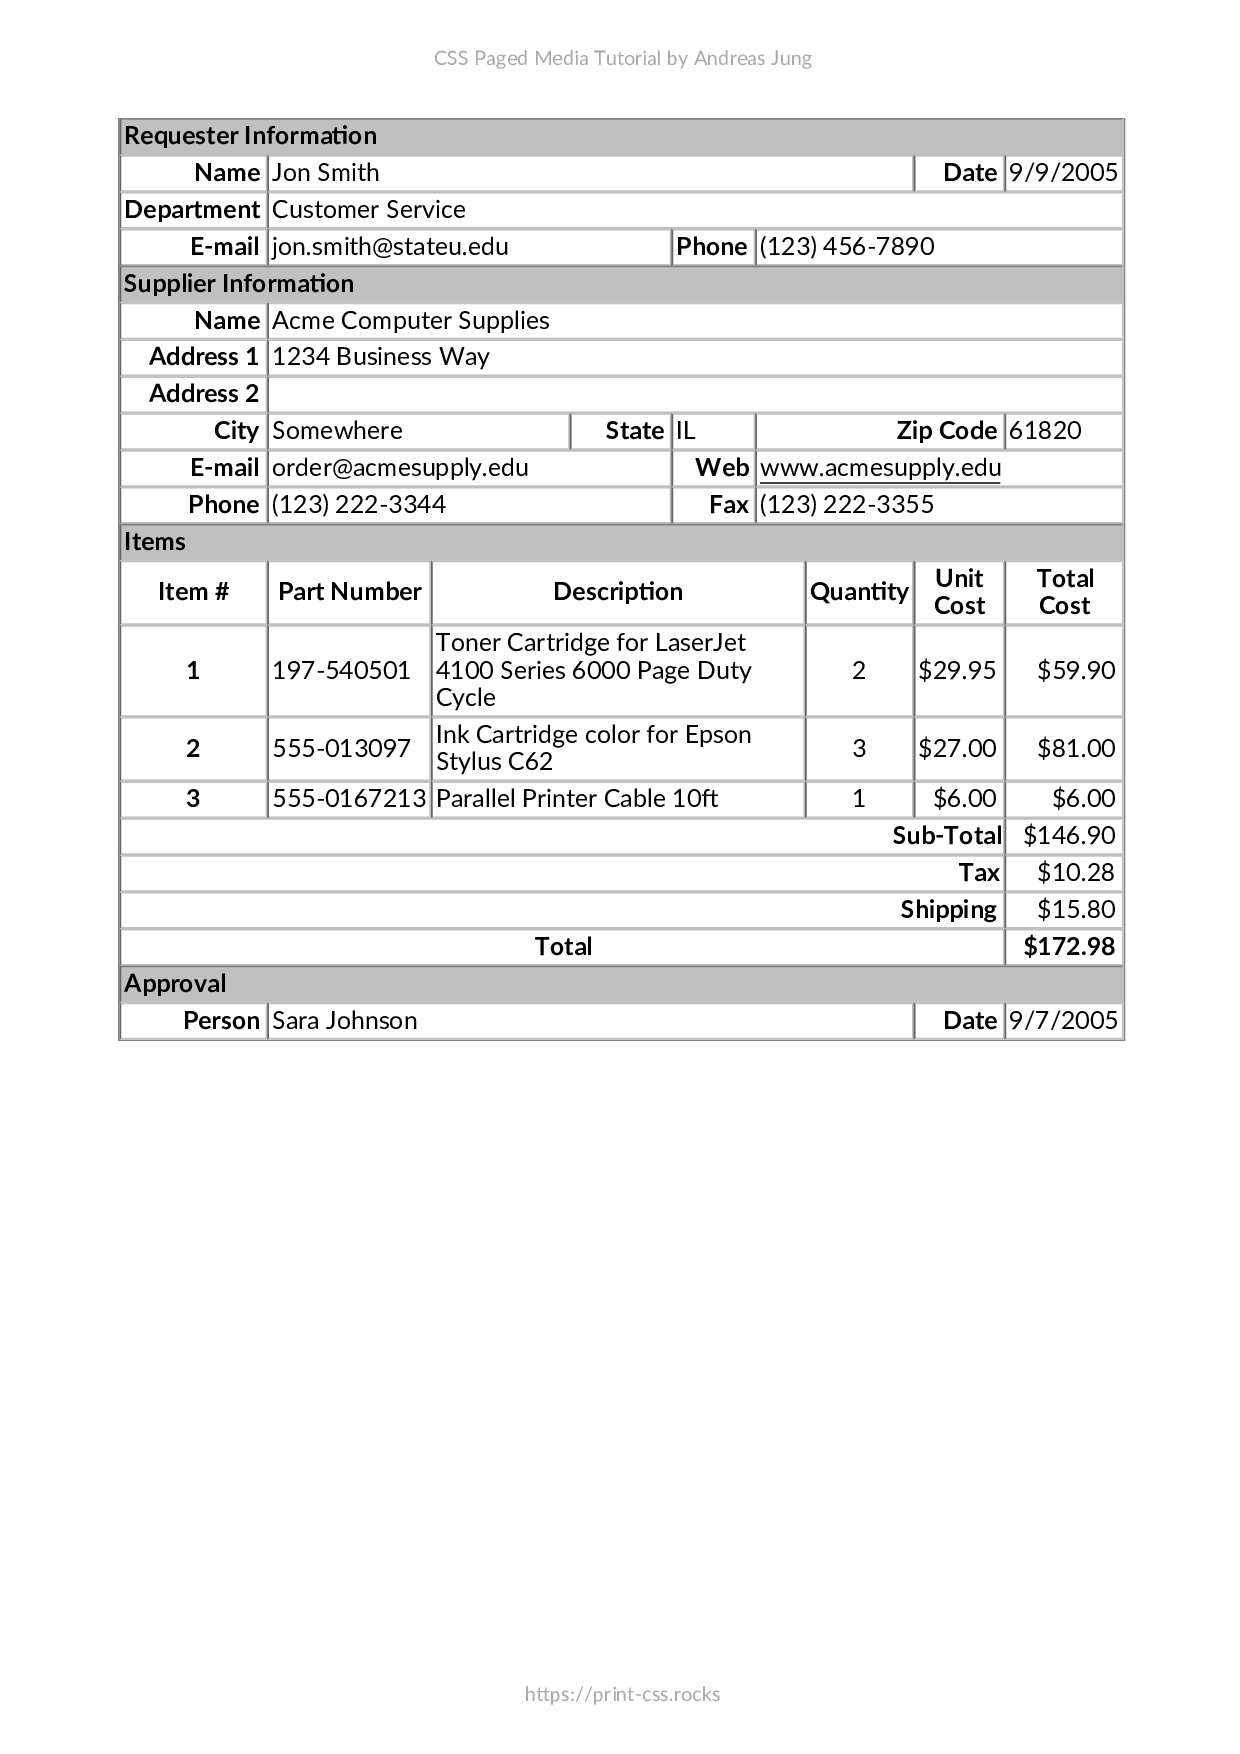 CSS Paged Media Tutorial by Andreas Jung
Requester Information
Name Jon Smith Date 9/9/2005
Department Customer Service
E-mail jon.smith@stateu.edu Phone (123) 456-7890
Supplier Information
Name Acme Computer Supplies
Address 1 1234 Business Way
Address 2
City Somewhere State IL Zip Code 61820
E-mail order@acmesupply.edu Web www.acmesupply.edu
Phone (123) 222-3344 Fax (123) 222-3355
Items
Item # Part Number Description Quantity Unit Cost Total Cost
1 197-540501 Toner Cartridge for LaserJet 4100 Series 6000 Page Duty Cycle 2 $29.95 $59.90
2 555-013097 Ink Cartridge color for Epson Stylus C62 3 $27.00 $81.00
3 555-0167213 Parallel Printer Cable 10ft 1 $6.00 $6.00
Sub-Total $146.90
Tax $10.28
Shipping $15.80
Total $172.98
Approval
Person Sara Johnson Date 9/7/2005
https://print-css.rocks